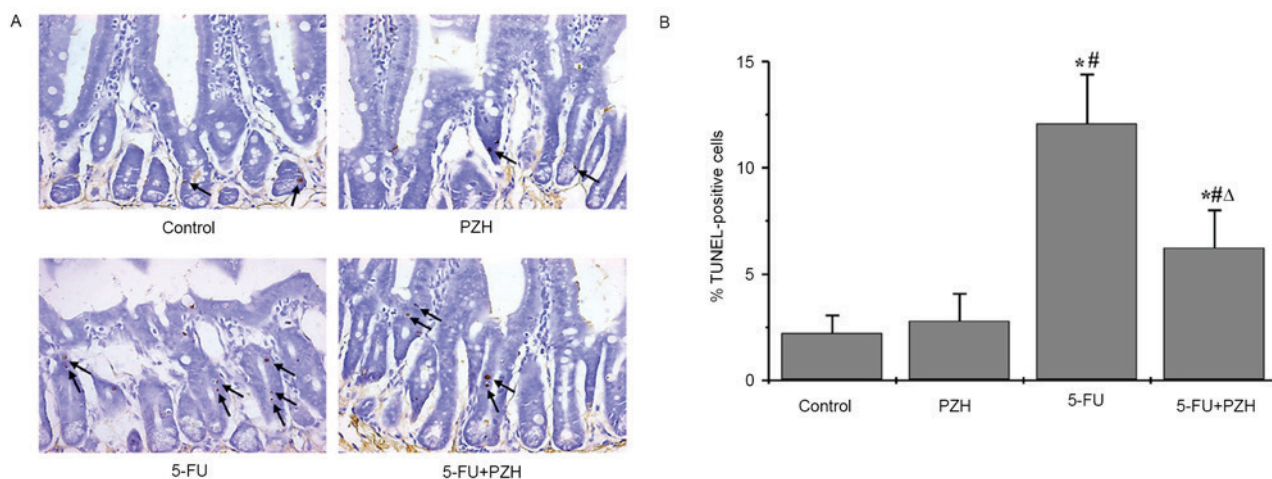 A
Control
PZH
5-FU
5-FU+PZH
B
% TUNEL-positive cells
15
10
5
0
*#
*#Δ
Control
PZH
5-FU
5-FU+PZH